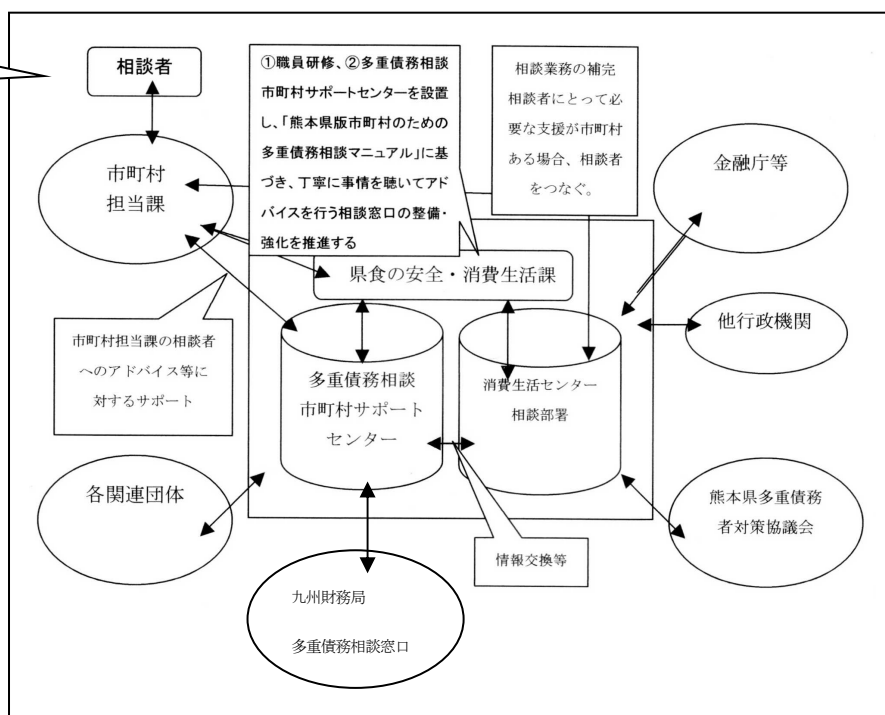 相談者
①職員研修、②多重債務相談
市町村サポートセンターを設置
し、「熊本県版市町村のための
多重債務相談マニュアル」に基
づき、丁寧に事情を聴いてアド
バイスを行う相談窓口の整備・
強化を推進する
相談業務の補完
相談者にとって必
要な支援が市町村
ある場合、相談者
をつなぐ。
市町村
担当課
金融庁等
県食の安全・消費生活課
他行政機関
市町村担当課の相談者
へのアドバイス等に
対するサポート
多重債務相談
市町村サポート
センター
消費生活センター
相談部署
各関連団体
熊本県多重債務
者対策協議会
情報交換等
九州財務局
多重債務相談窓口